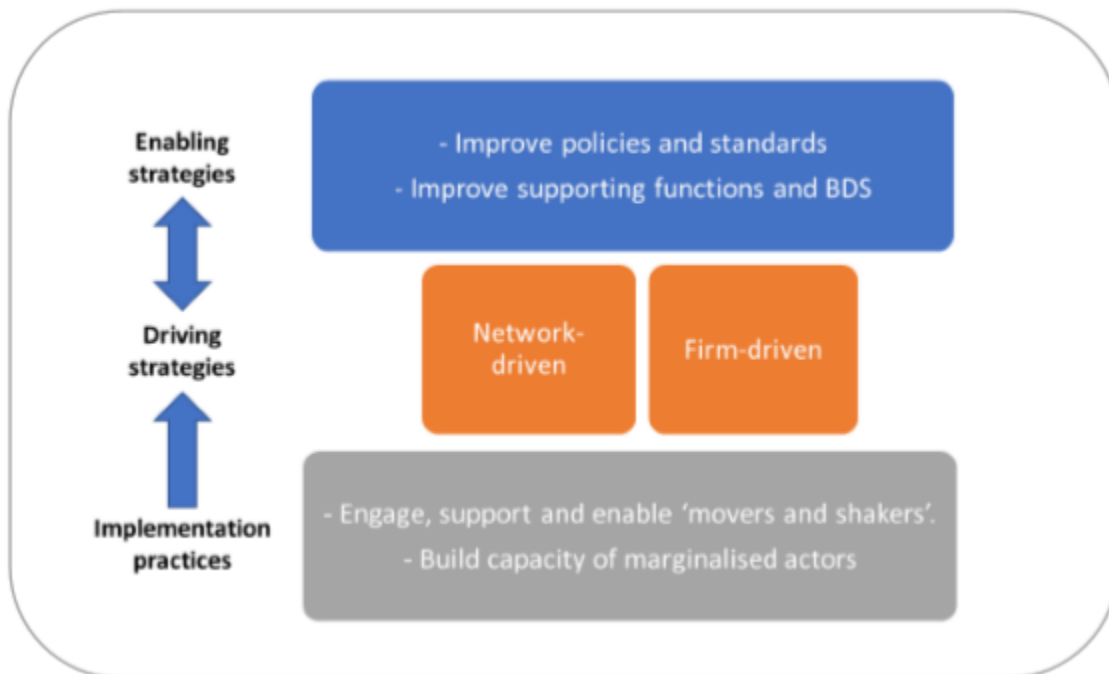 Enabling
strategies
- Improve policies and standards
- Improve supporting functions and BDS
Driving
strategies
Network-
driven
Firm-driven
Implementation
practices
- Engage, support and enable ‘movers and shakers’.
- Build capacity of marginalised actors